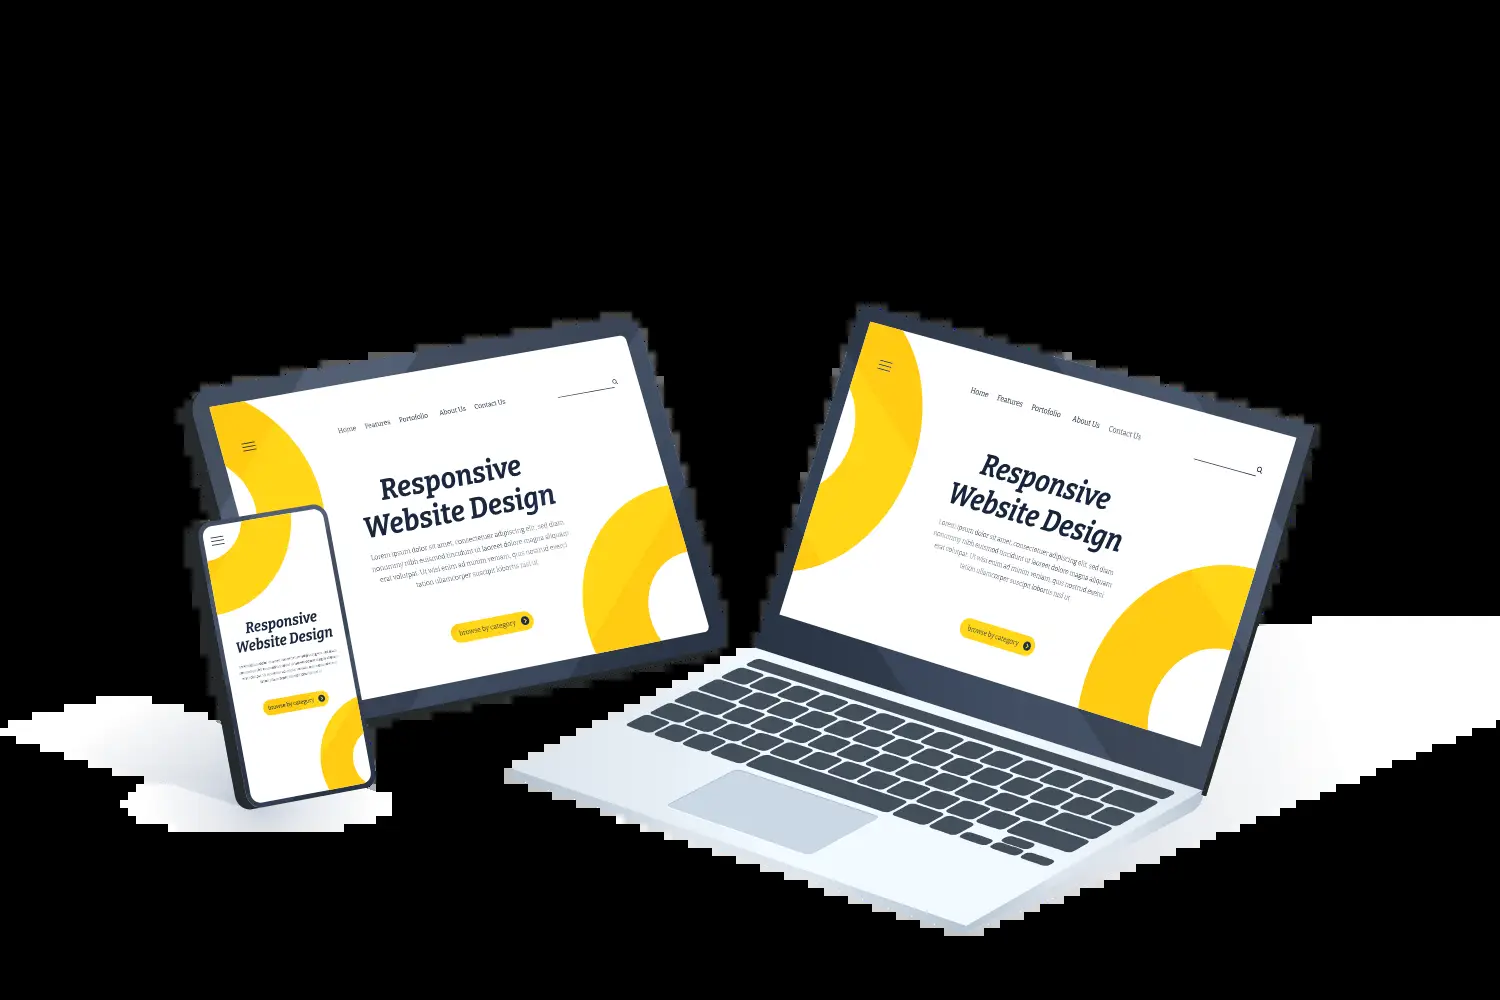 Home Features Portofolio About Us Contact Us
Responsive
Website Design
Lorem ipsum dolor sit amet, consectetuer adipiscing elit, sed diam
nonummy nibh euismod tincidunt ut laoreet dolore magna aliquam
erat volutpat. Ut wisi enim ad minim veniam, quis nostrud exerci
tation ullamcorper suscipit lobortis nisl ut
browse by category
Responsive
Website Design
browse by category
Home Features Portofolio About Us Contact Us
Responsive
Website Design
Lorem ipsum dolor sit amet, consectetuer adipiscing elit, sed diam
nonummy nibh euismod tincidunt ut laoreet dolore magna aliquam
erat volutpat. Ut wisi enim ad minim veniam, quis nostrud exerci
tation ullamcorper suscipit lobortis nisl ut
browse by category